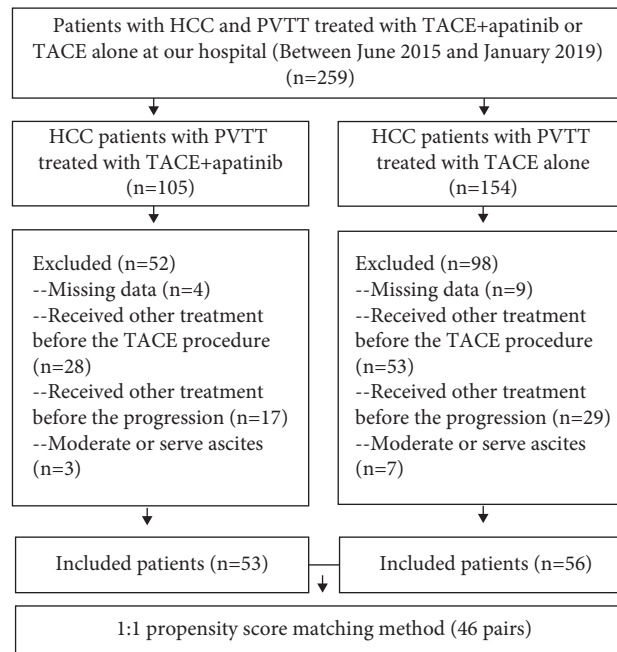 Patients with HCC and PVTT treated with TACE+apatinib or
TACE alone at our hospital (Between June 2015 and January 2019)
(n=259)
HCC patients with PVTT
treated with TACE+apatinib
(n=105)
HCC patients with PVTT
treated with TACE alone
(n=154)
Excluded (n=52)
--Missing data (n=4)
--Received other treatment
before the TACE procedure
(n=28)
--Received other treatment
before the progression (n=17)
--Moderate or serve ascites
(n=3)
Excluded (n=98)
--Missing data (n=9)
--Received other treatment
before the TACE procedure
(n=53)
--Received other treatment
before the progression (n=29)
--Moderate or serve ascites
(n=7)
Included patients (n=53)
Included patients (n=56)
1:1 propensity score matching method (46 pairs)